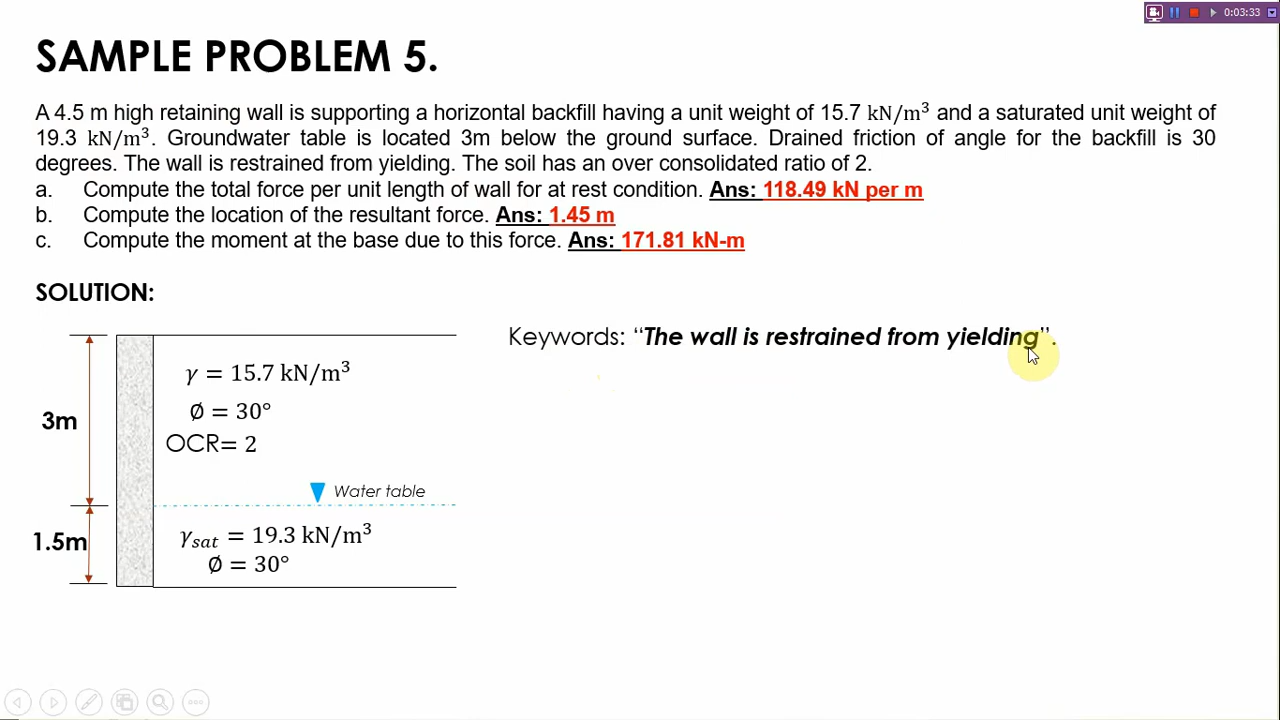 0:03:33
SAMPLE PROBLEM 5.
A 4.5 m high retaining wall is supporting a horizontal backfill having a unit weight of 15.7 kN/m³ and a saturated unit weight of
19.3 kN/m³. Groundwater table is located 3m below the ground surface. Drained friction of angle for the backfill is 30
degrees. The wall is restrained from yielding. The soil has an over consolidated ratio of 2.
a. Compute the total force per unit length of wall for at rest condition. Ans: 118.49 kN per m
b. Compute the location of the resultant force. Ans: 1.45 m
c. Compute the moment at the base due to this force. Ans: 171.81 kN-m
SOLUTION:
Keywords: “The wall is restrained from yielding”.
γ = 15.7 kN/m³
Ø = 30°
3m
OCR= 2
Water table
γsat = 19.3 kN/m³
1.5m
Ø = 30°